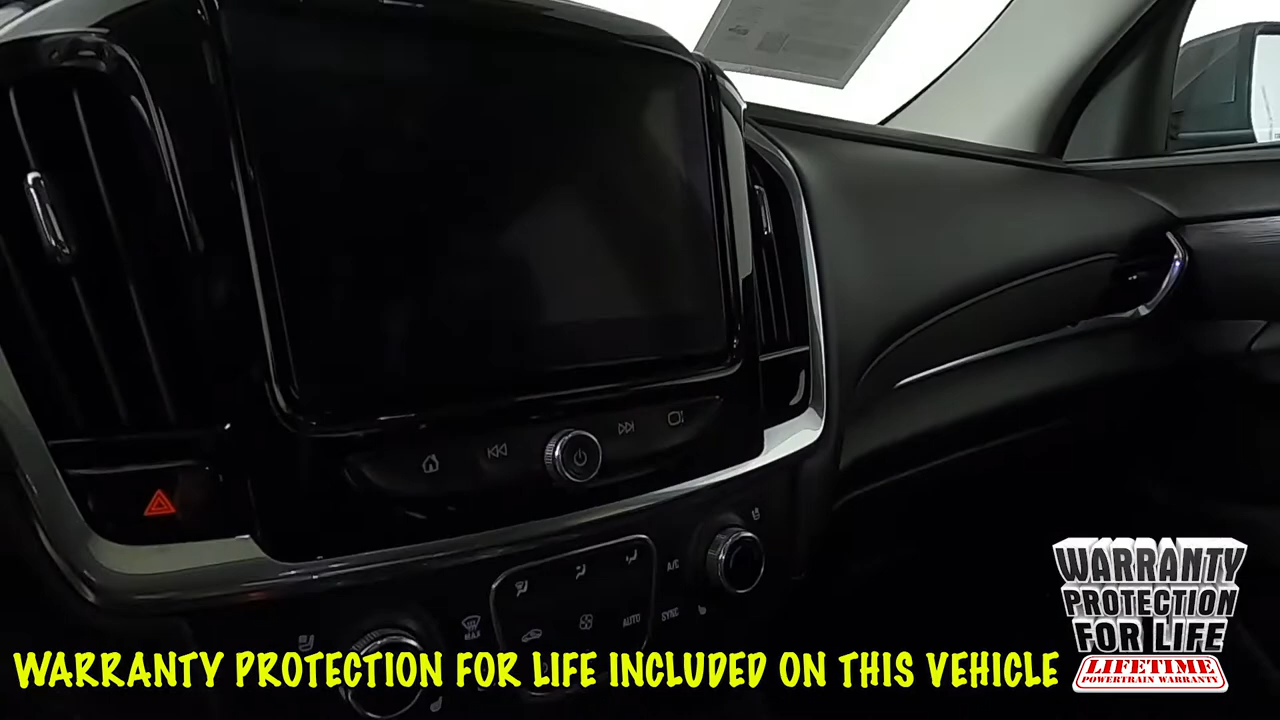 A/C
AUTO
SYNC
MAX
WARRANTY PROTECTION FOR LIFE INCLUDED ON THIS VEHICLE
WARRANTY
PROTECTION
FOR LIFE
LIFETIME
POWERTRAIN WARRANTY